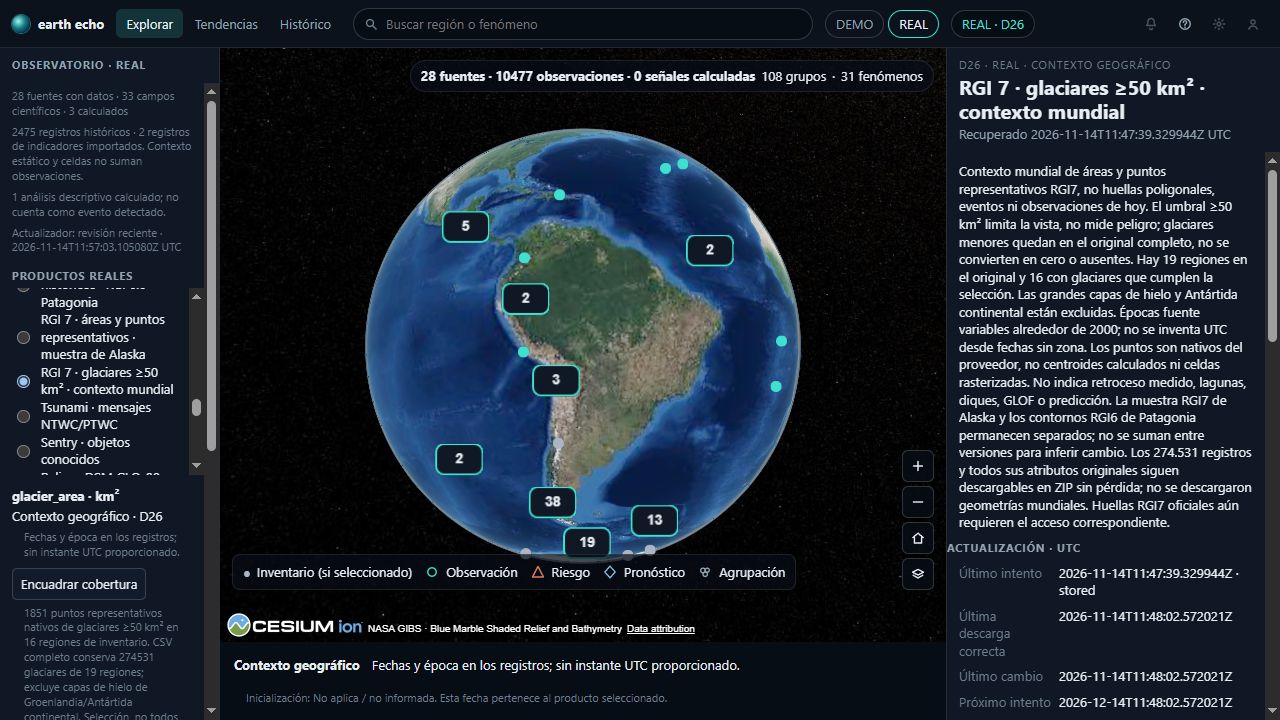 earth echo
Explorar
Tendencias
Histórico
Buscar región o fenómeno
DEMO
REAL
REAL · D26
OBSERVATORIO · REAL
28 fuentes con datos · 33 campos
científicos · 3 calculados
2475 registros históricos · 2 registros
de indicadores importados. Contexto
estático y celdas no suman
observaciones.
1 análisis descriptivo calculado; no
cuenta como evento detectado.
Actualizador: revisión reciente ·
2026-11-14T11:57:03.105080Z UTC
PRODUCTOS REALES
Patagonia
RGI 7 · áreas y puntos
representativos ·
muestra de Alaska
RGI 7 · glaciares ≥50
km² · contexto mundial
Tsunami · mensajes
NTWC/PTWC
Sentry · objetos
conocidos
glacier_area · km²
Contexto geográfico · D26
Fechas y época en los registros;
sin instante UTC proporcionado.
Encuadrar cobertura
1851 puntos representativos
nativos de glaciares ≥50 km² en
16 regiones de inventario. CSV
completo conserva 274531
glaciares de 19 regiones;
excluye capas de hielo de
Groenlandia/Antártida
continental. Selección, no todos
28 fuentes · 10477 observaciones · 0 señales calculadas 108 grupos · 31 fenómenos
5
2
2
3
2
38
13
19
Inventario (si seleccionado)
Observación
Riesgo
Pronóstico
Agrupación
CESIUM ion NASA GIBS · Blue Marble Shaded Relief and Bathymetry Data attribution
Contexto geográfico Fechas y época en los registros; sin instante UTC proporcionado.
Inicialización: No aplica / no informada. Esta fecha pertenece al producto seleccionado.
D26 · REAL · CONTEXTO GEOGRÁFICO
RGI 7 · glaciares ≥50 km² ·
contexto mundial
Recuperado 2026-11-14T11:47:39.329944Z UTC
Contexto mundial de áreas y puntos
representativos RGI7, no huellas poligonales,
eventos ni observaciones de hoy. El umbral ≥50
km² limita la vista, no mide peligro; glaciares
menores quedan en el original completo, no se
convierten en cero o ausentes. Hay 19 regiones en
el original y 16 con glaciares que cumplen la
selección. Las grandes capas de hielo y Antártida
continental están excluidas. Épocas fuente
variables alrededor de 2000; no se inventa UTC
desde fechas sin zona. Los puntos son nativos del
proveedor, no centroides calculados ni celdas
rasterizadas. No indica retroceso medido, lagunas,
diques, GLOF o predicción. La muestra RGI7 de
Alaska y los contornos RGI6 de Patagonia
permanecen separados; no se suman entre
versiones para inferir cambio. Los 274.531 registros
y todos sus atributos originales siguen
descargables en ZIP sin pérdida; no se descargaron
geometrías mundiales. Huellas RGI7 oficiales aún
requieren el acceso correspondiente.
ACTUALIZACIÓN · UTC
Último intento 2026-11-14T11:47:39.329944Z ·
stored
Última
descarga
correcta
2026-11-14T11:48:02.572021Z
Último cambio 2026-11-14T11:48:02.572021Z
Próximo intento 2026-12-14T11:48:02.572021Z